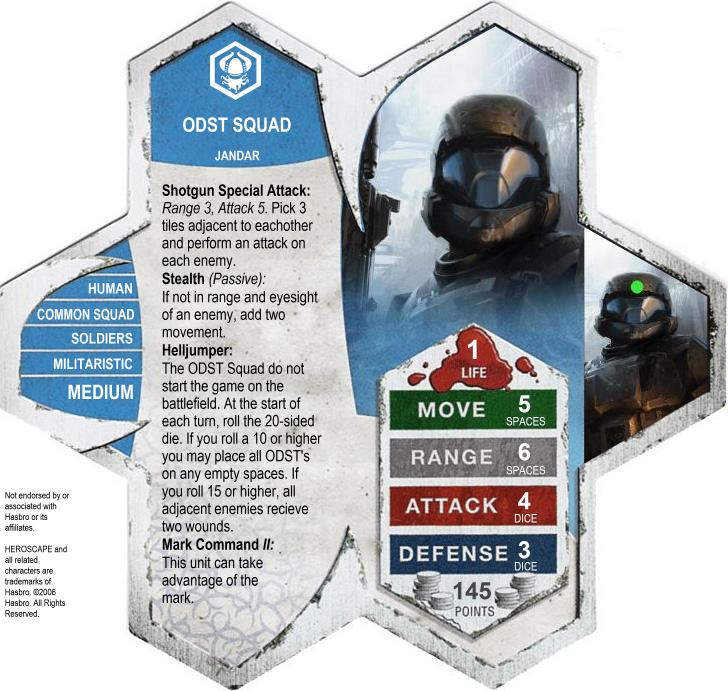 ODST SQUAD
JANDAR
Shotgun Special Attack:
Range 3, Attack 5. Pick 3
tiles adjacent to eachother
and perform an attack on
each enemy.
Stealth (Passive):
If not in range and eyesight
of an enemy, add two
movement.
Helljumper:
The ODST Squad do not
start the game on the
battlefield. At the start of
each turn, roll the 20-sided
die. If you roll a 10 or higher
you may place all ODST's
on any empty spaces. If
you roll 15 or higher, all
adjacent enemies recieve
two wounds.
Mark Command II:
This unit can take
advantage of the
mark.
HUMAN
COMMON SQUAD
SOLDIERS
MILITARISTIC
MEDIUM
1
LIFE
MOVE 5
SPACES
RANGE 6
SPACES
ATTACK 4
DICE
DEFENSE 3
DICE
145
POINTS
Not endorsed by or
associated with
Hasbro or its
affiliates.
HEROSCAPE and
all related
characters are
trademarks of
Hasbro. ©2006
Hasbro. All Rights
Reserved.